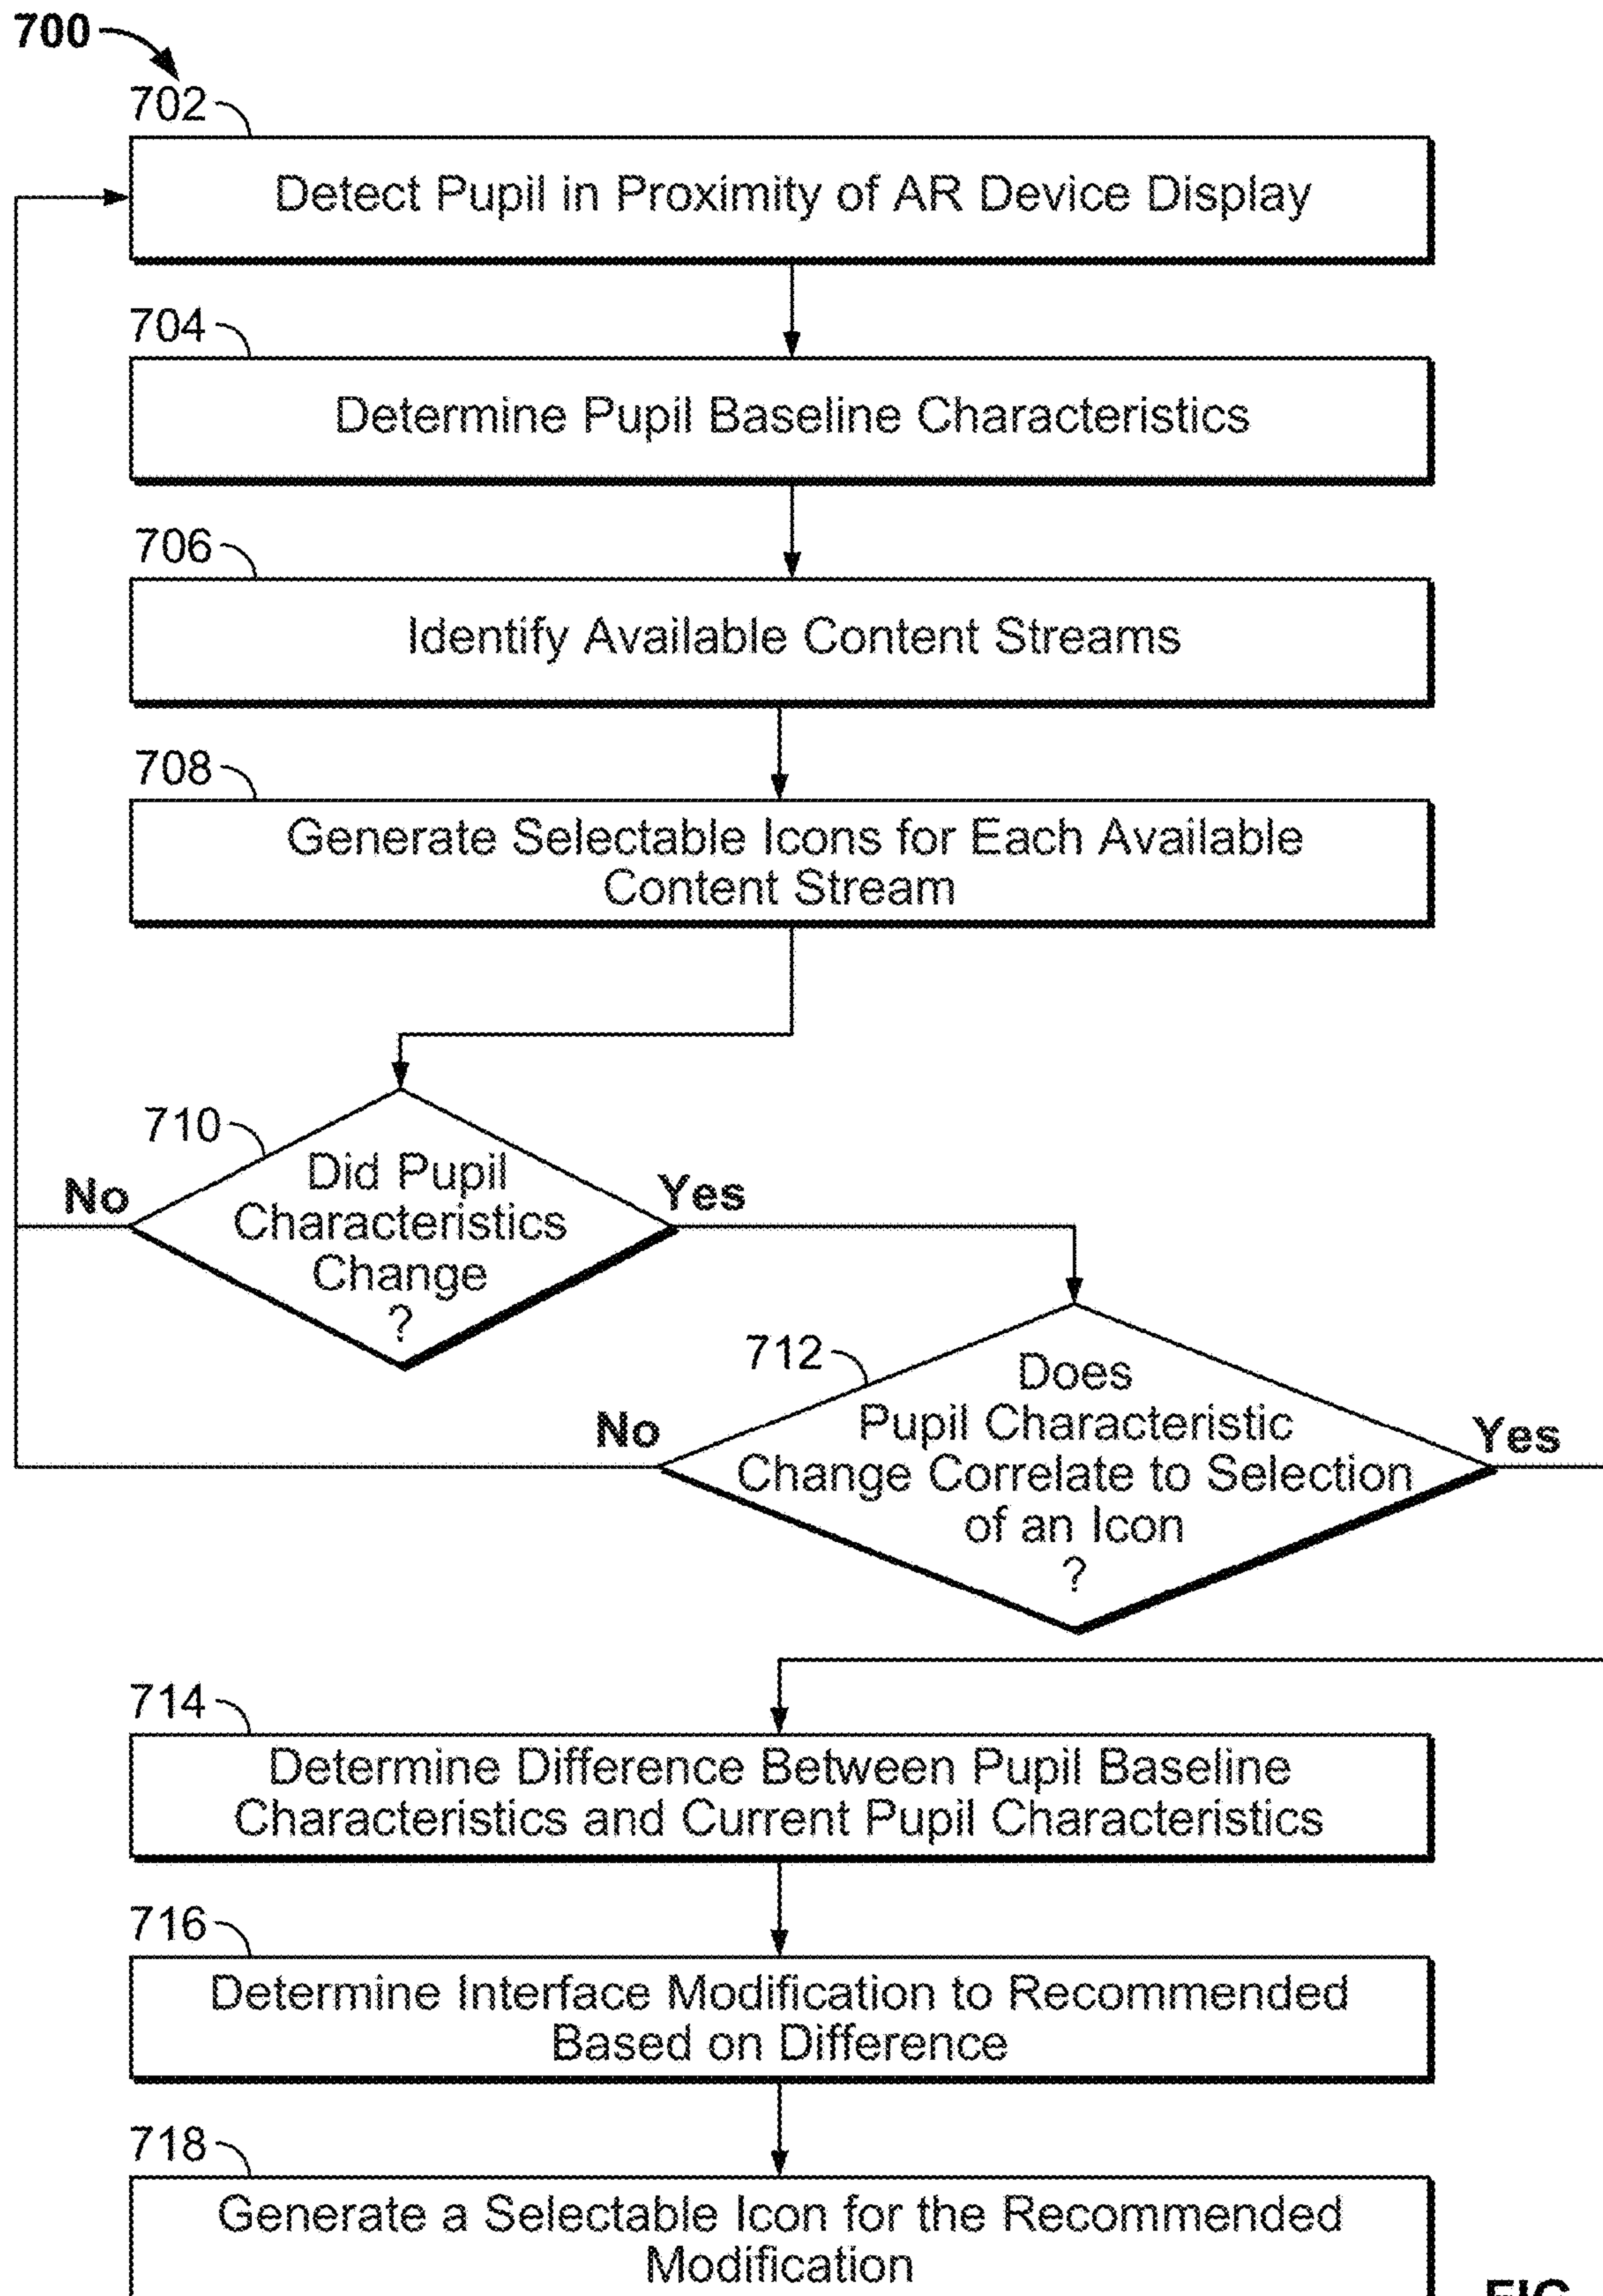 700
702
Detect Pupil in Proximity of AR Device Display
704
Determine Pupil Baseline Characteristics
706
Identify Available Content Streams
708
Generate Selectable Icons for Each Available
Content Stream
710
Did Pupil
Characteristics
Change
?
No
Yes
712
Does
Pupil Characteristic
Change Correlate to Selection
of an Icon
?
No
Yes
714
Determine Difference Between Pupil Baseline
Characteristics and Current Pupil Characteristics
716
Determine Interface Modification to Recommended
Based on Difference
718
Generate a Selectable Icon for the Recommended
Modification